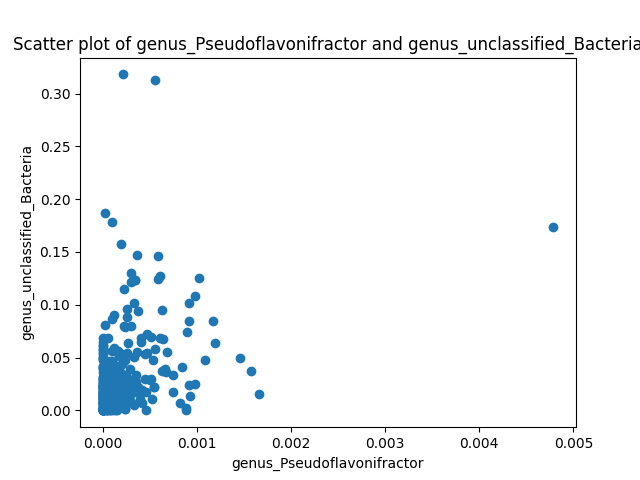 Scatter plot of genus_Pseudoflavonifractor and genus_unclassified_Bacteria
0.30
0.25
0.20
0.15
0.10
0.05
0.00
genus_unclassified_Bacteria
0.000 0.001 0.002 0.003 0.004 0.005
genus_Pseudoflavonifractor